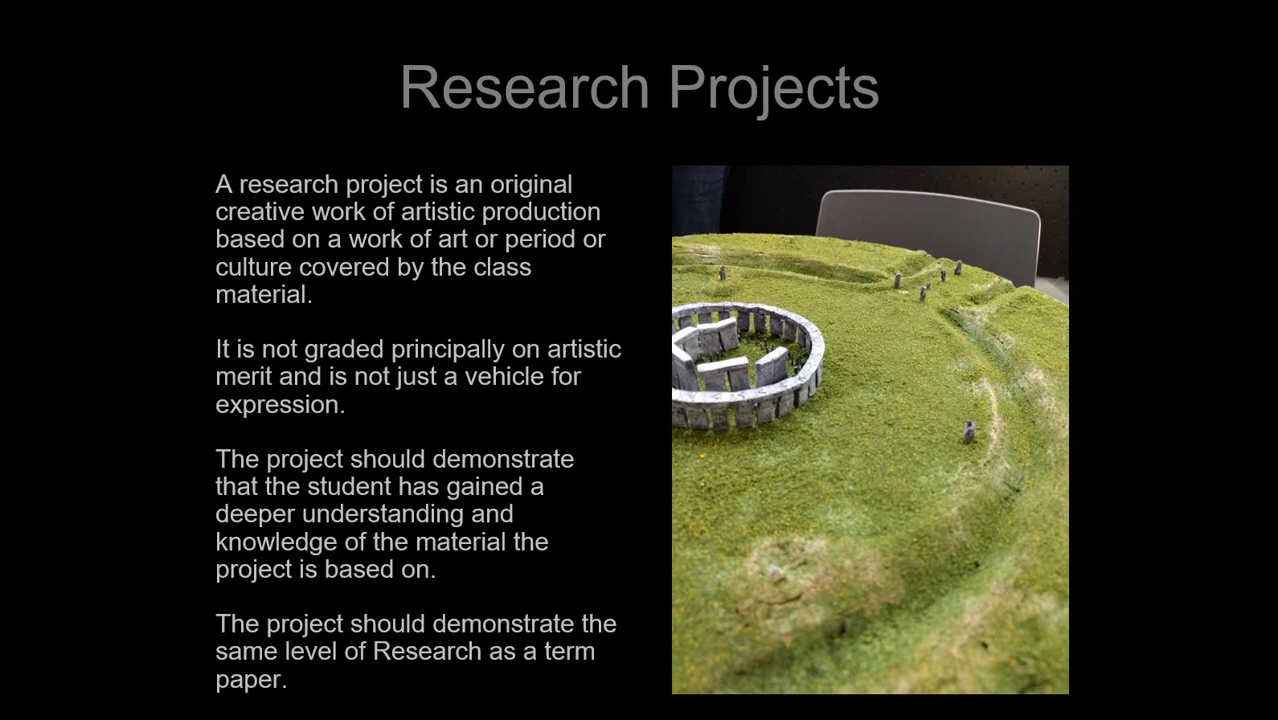 Research Projects
A research project is an original
creative work of artistic production
based on a work of art or period or
culture covered by the class
material.
It is not graded principally on artistic
merit and is not just a vehicle for
expression.
The project should demonstrate
that the student has gained a
deeper understanding and
knowledge of the material the
project is based on.
The project should demonstrate the
same level of Research as a term
paper.